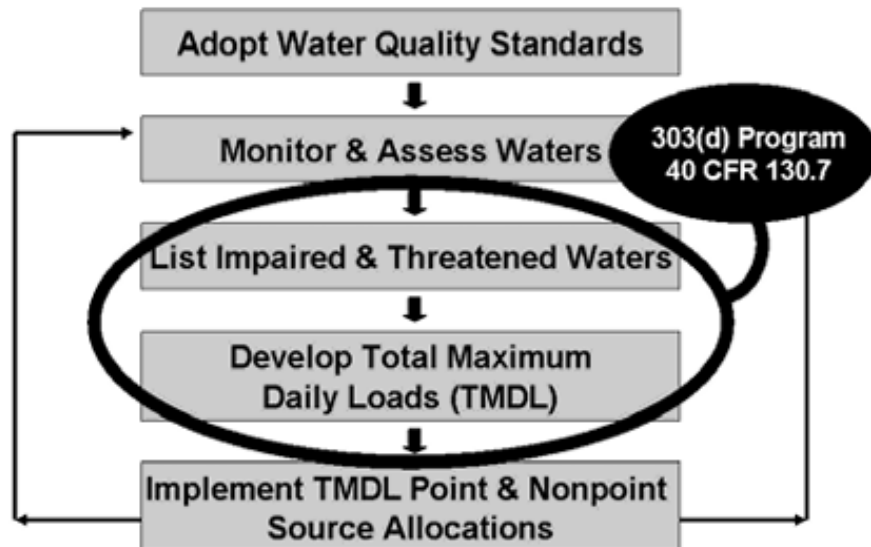 Adopt Water Quality Standards
Monitor & Assess Waters
303(d) Program
40 CFR 130.7
List Impaired & Threatened Waters
Develop Total Maximum
Daily Loads (TMDL)
Implement TMDL Point & Nonpoint
Source Allocations